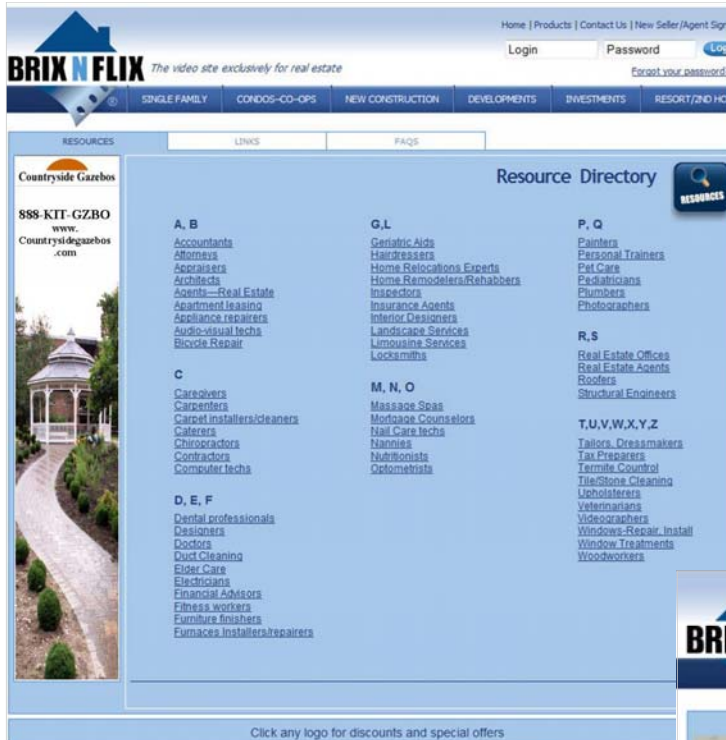 Home | Products | Contact Us | New Seller/Agent
Login Password
BRIX N FLIX The video site exclusively for real estate
Forgot your password
®
SINGLE FAMILY CONDOS-CO-OPS NEW CONSTRUCTION DEVELOPMENTS INVESTMENTS RESORT/2ND
RESOURCES LINKS FAQS
Countryside Gazebos
888-KIT-GZBO
www.
Countrysidegazebos
.com
Resource Directory
RESOURCES
A, B
Accountants
Attorneys
Appraisers
Architects
Agents—Real Estate
Apartment leasing
Appliance repairers
Audio-visual techs
Bicycle Repair
C
Caregivers
Carpenters
Carpet installers/cleaners
Caterers
Chiropractors
Contractors
Computer techs
D, E, F
Dental professionals
Designers
Doctors
Duct Cleaning
Elder Care
Electricians
Financial Advisors
Fitness workers
Furniture finishers
Furnaces Installers/repairers
G,L
Geriatric Aids
Hairdressers
Home Relocations Experts
Home Remodelers/Rehabbers
Inspectors
Insurance Agents
Interior Designers
Landscape Services
Limousine Services
Locksmiths
M, N, O
Massage Spas
Mortgage Counselors
Nail Care techs
Nannies
Nutritionists
Optometrists
P, Q
Painters
Personal Trainers
Pet Care
Pediatricians
Plumbers
Photographers
R,S
Real Estate Offices
Real Estate Agents
Roofers
Structural Engineers
T,U,V,W,X,Y,Z
Tailors, Dressmakers
Tax Preparers
Termite Countrol
Tile/Stone Cleaning
Upholsterers
Veterinarians
Videographers
Windows-Repair, Install
Window Treatments
Woodworkers
Click any logo for discounts and special offers